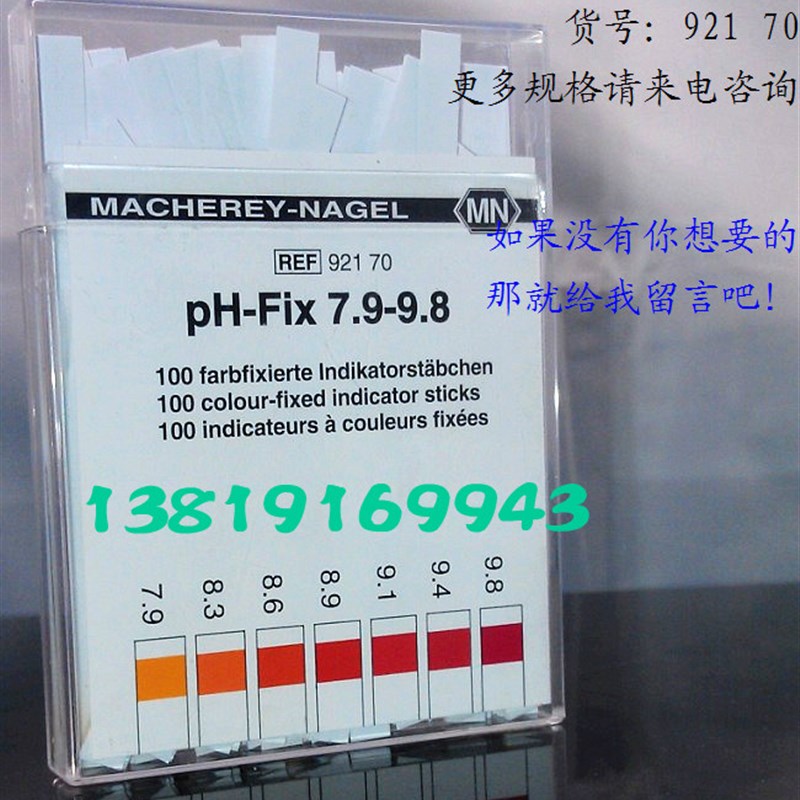 货号: 921 70
更多规格请来电咨询
MACHEREY-NAGEL MN
如果没有你想要的
REF 921 70
那就给我留言吧!
pH-Fix 7.9-9.8
100 farbfixierte Indikatorstäbchen
100 colour-fixed indicator sticks
100 indicateurs à couleurs fixées
13819169943
7.9 8.3 8.6 8.9 9.1 9.4 9.8